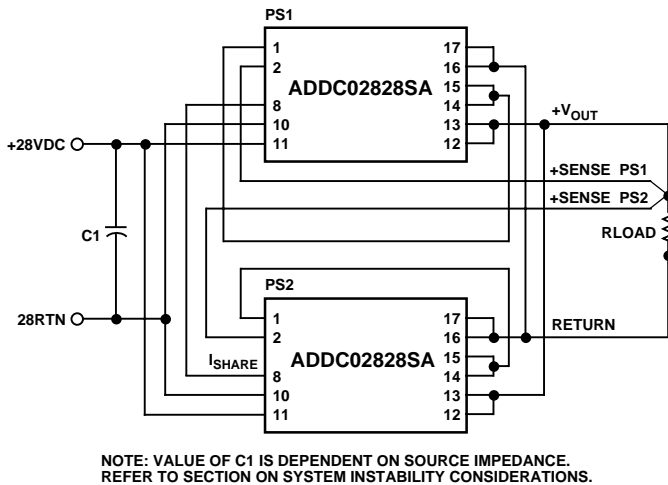 PS1
1
2
8
10
11
ADDC02828SA
17
16
15
14
13
12
+VOUT
+28VDC
+SENSE PS1
+SENSE PS2
RLOAD
C1
28RTN
PS2
1
2
8
10
11
ISHARE
ADDC02828SA
17
16
15
14
13
12
RETURN
NOTE: VALUE OF C1 IS DEPENDENT ON SOURCE IMPEDANCE.
REFER TO SECTION ON SYSTEM INSTABILITY CONSIDERATIONS.